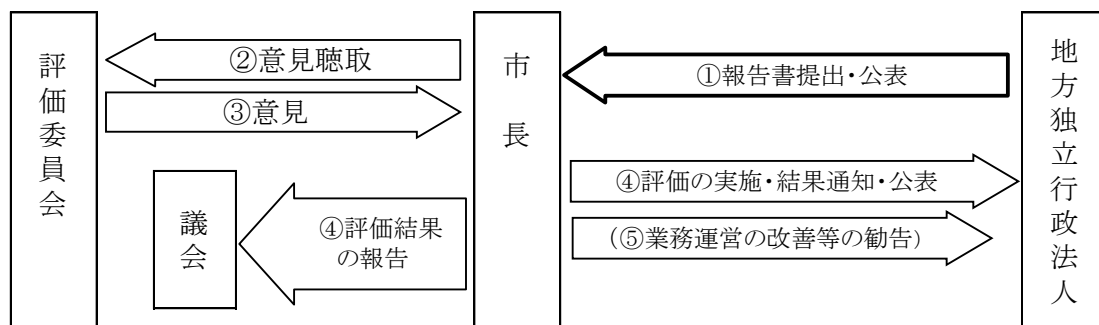 評価委員会
②意見聴取
③意見
議会
④評価結果
の報告
市長
①報告書提出・公表
④評価の実施・結果通知・公表
（⑤業務運営の改善等の勧告）
地方独立行政法人